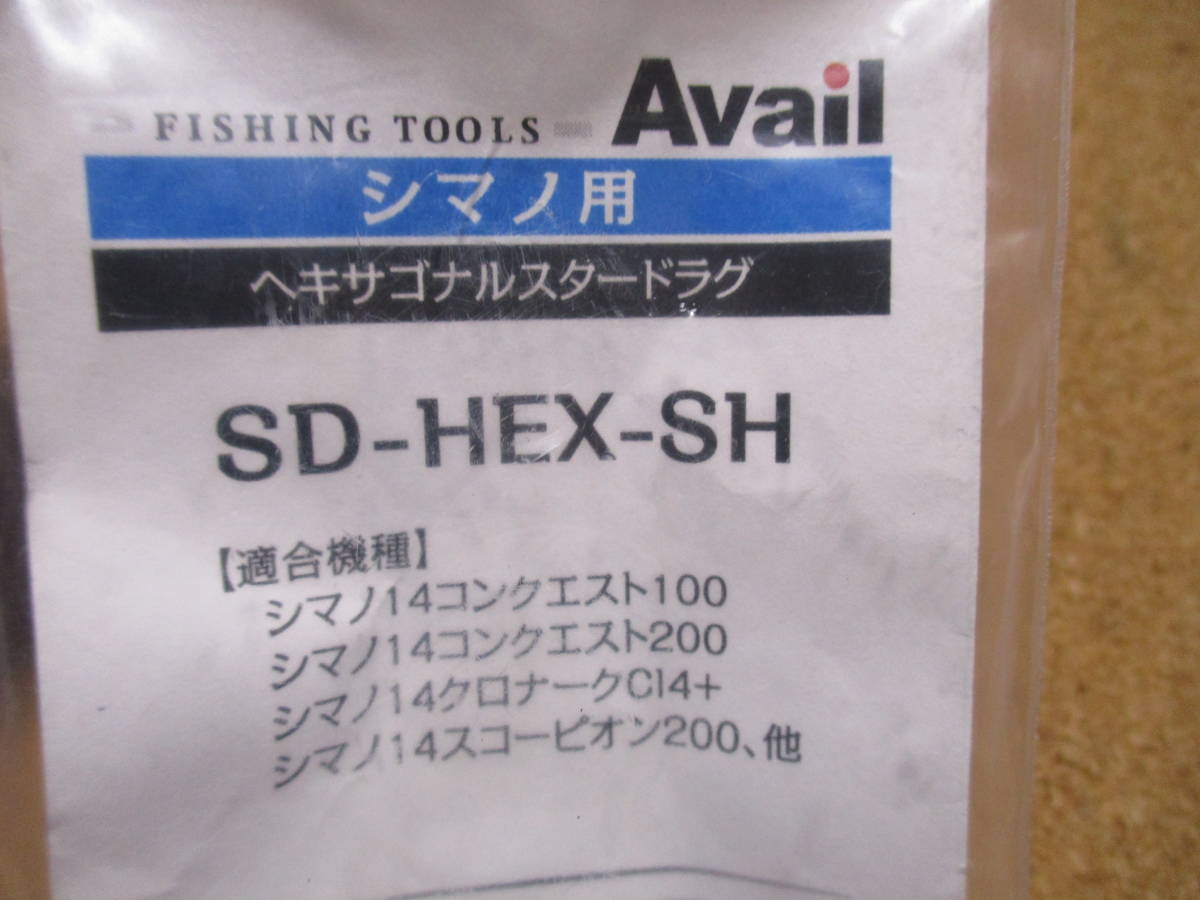 FISHING TOOLS Avail
シマノ用
ヘキサゴナルスタードラグ
SD-HEX-SH
【適合機種】
シマノ14コンクエスト100
シマノ14コンクエスト200
シマノ14クロナークCI4+
シマノ14スコーピオン200、他